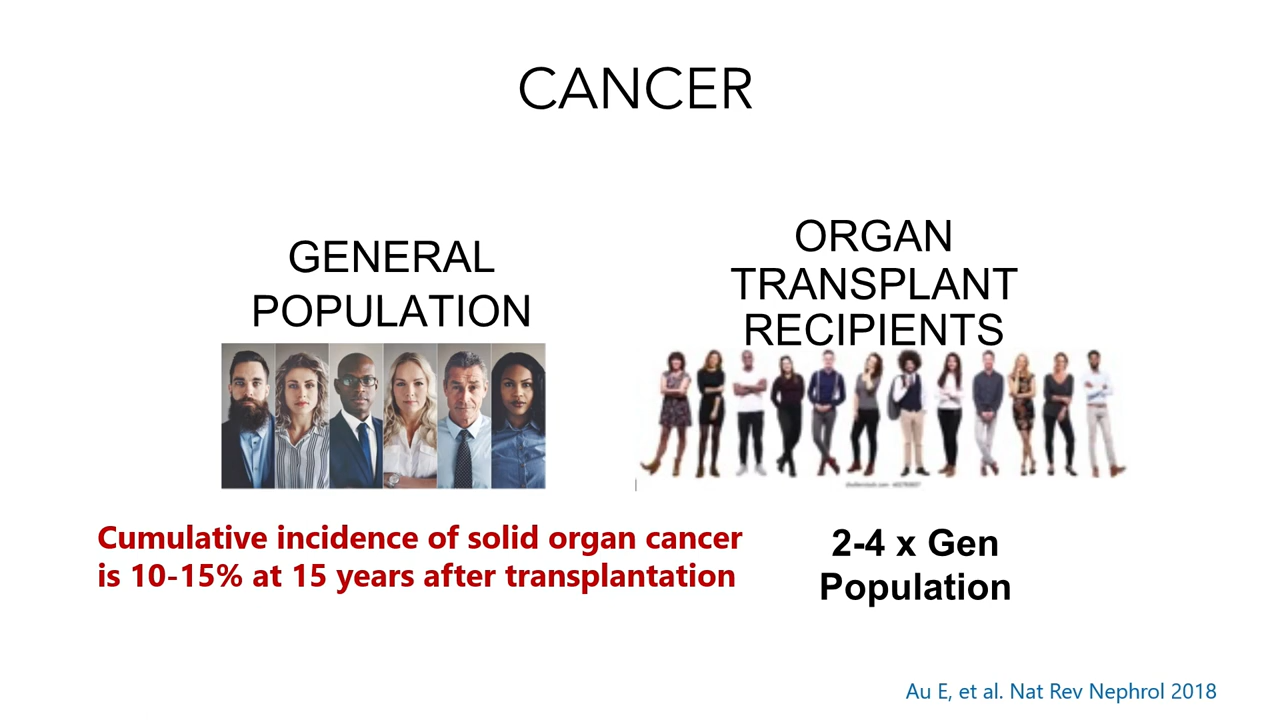 CANCER
GENERAL
POPULATION
ORGAN
TRANSPLANT
RECIPIENTS
Cumulative incidence of solid organ cancer
is 10-15% at 15 years after transplantation
2-4 x Gen
Population
Au E, et al. Nat Rev Nephrol 2018